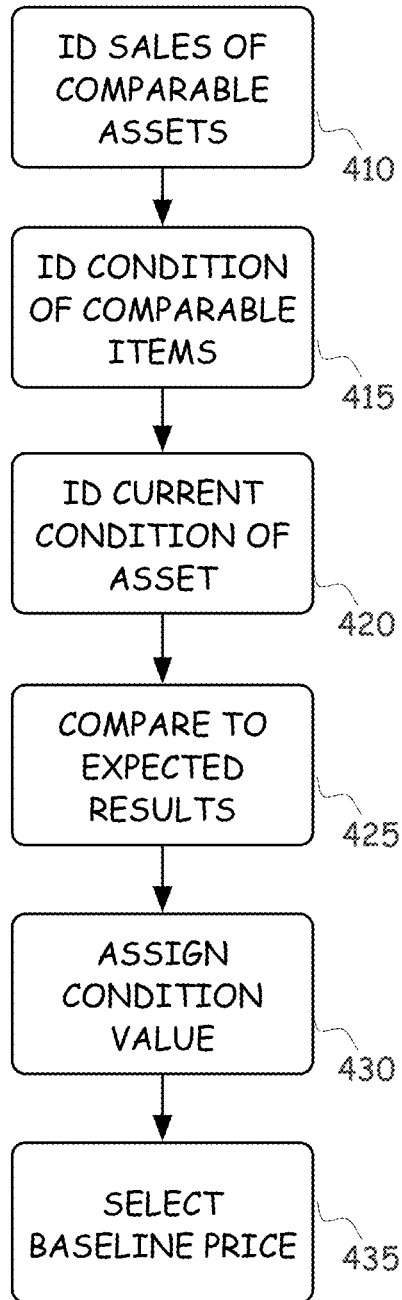 ID SALES OF
COMPARABLE
ASSETS
410
ID CONDITION
OF COMPARABLE
ITEMS
415
ID CURRENT
CONDITION OF
ASSET
420
COMPARE TO
EXPECTED
RESULTS
425
ASSIGN
CONDITION
VALUE
430
SELECT
BASELINE PRICE
435